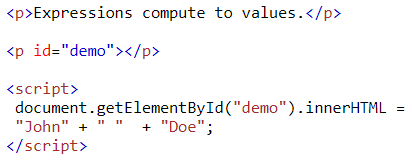 <p>Expressions compute to values.</p>
<p id="demo"></p>
<script>
document.getElementById("demo").innerHTML =
"John" + " "  + "Doe";
</script>